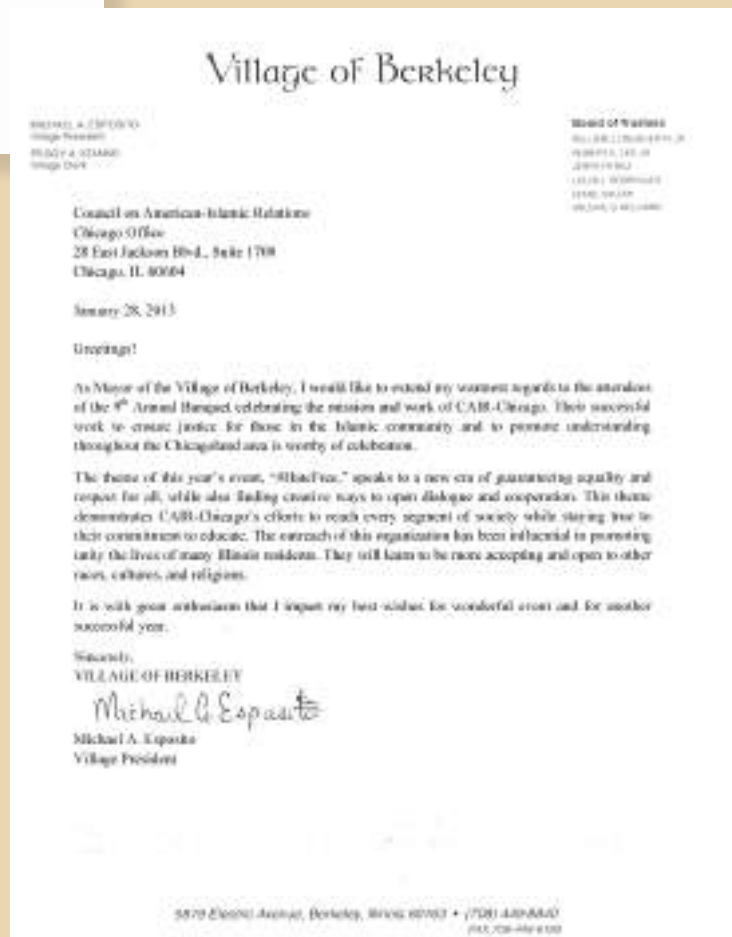 Village of Berkeley
MICHAEL A. ESPOSITO
Village President
Village Clerk
Board of Trustees
Council on American-Islamic Relations
Chicago Office
28 East Jackson Blvd., Suite 1700
Chicago, IL 60604
January 28, 2013
Greetings!
As Mayor of the Village of Berkeley, I would like to extend my warmest regards to the attendees
of the 9th Annual Banquet celebrating the mission and work of CAIR-Chicago. Their successful
work to ensure justice for those in the Islamic community and to promote understanding
throughout the Chicagoland area is worthy of celebration.
The theme of this year's event, "#HateFree," speaks to a new era of guaranteeing equality and
respect for all, while also finding creative ways to open dialogue and cooperation. This theme
demonstrates CAIR-Chicago's efforts to reach every segment of society while staying true to
their commitment to educate. The outreach of this organization has been influential in promoting
unity the lives of many Illinois residents. They will learn to be more accepting and open to other
races, cultures, and religions.
It is with great enthusiasm that I impart my best wishes for wonderful event and for another
successful year.
Sincerely,
VILLAGE OF BERKELEY
Michael A. Esposito
Michael A. Esposito
Village President
5819 Electric Avenue, Berkeley, Illinois 60163 • (708) 449-8840